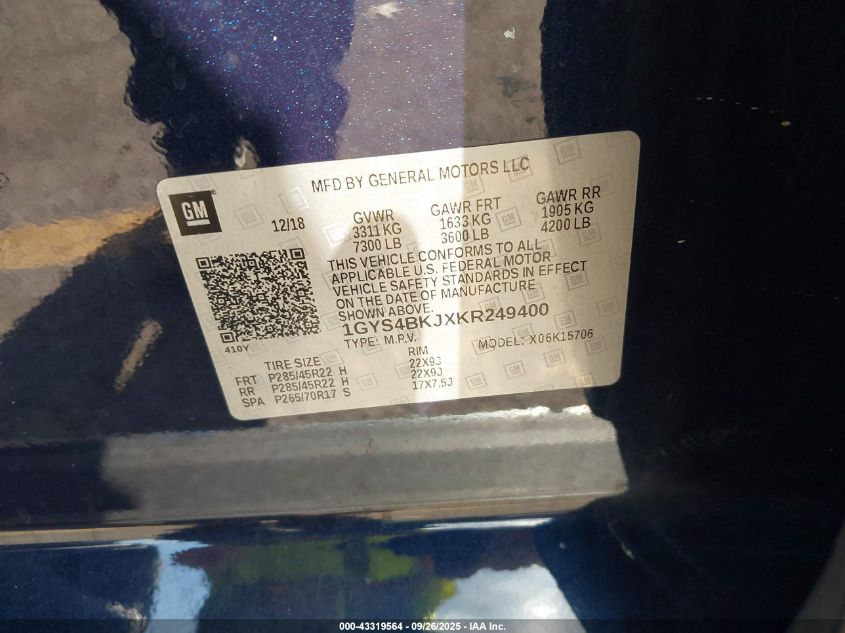 MFD BY GENERAL MOTORS LLC
GM
12/18
GVWR
3311 KG
7300 LB
GAWR FRT
1633 KG
3600 LB
GAWR RR
1905 KG
4200 LB
THIS VEHICLE CONFORMS TO ALL
APPLICABLE U.S. FEDERAL MOTOR
VEHICLE SAFETY STANDARDS IN EFFECT
ON THE DATE OF MANUFACTURE
SHOWN ABOVE.
1GYS4BKJXKR249400
410Y
TYPE: M.P.V. MODEL: X06K15706
TIRE SIZE RIM
FRT P285/45R22 H 22X9J
RR P285/45R22 H 22X9J
SPA P265/70R17 S 17X7.5J
000-43319564 - 09/26/2025 - IAA Inc.